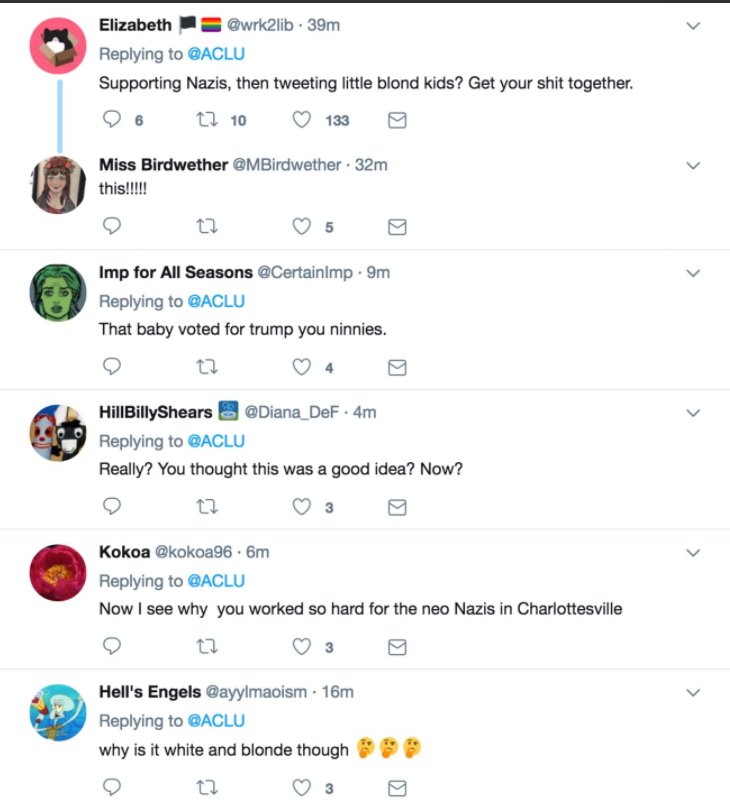 Elizabeth 🏴🏳️‍🌈 @wrk2lib · 39m
Replying to @ACLU
Supporting Nazis, then tweeting little blond kids? Get your shit together.
6 10 133
Miss Birdwether @MBirdwether · 32m
this!!!!!
5
Imp for All Seasons @CertainImp · 9m
Replying to @ACLU
That baby voted for trump you ninnies.
4
HillBillyShears @Diana_DeF · 4m
Replying to @ACLU
Really? You thought this was a good idea? Now?
3
Kokoa @kokoa96 · 6m
Replying to @ACLU
Now I see why  you worked so hard for the neo Nazis in Charlottesville
3
Hell's Engels @ayylmaoism · 16m
Replying to @ACLU
why is it white and blonde though 🤔🤔🤔
3